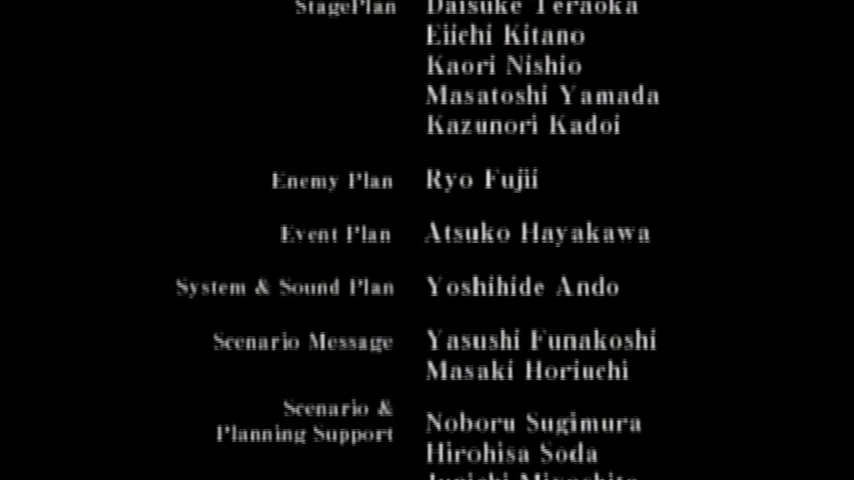 StagePlan Daisuke Teraoka
Eiichi Kitano
Kaori Nishio
Masatoshi Yamada
Kazunori Kadoi
Enemy Plan Ryo Fujii
Event Plan Atsuko Hayakawa
System & Sound Plan Yoshihide Ando
Scenario Message Yasushi Funakoshi
Masaki Horiuchi
Scenario &
Planning Support Noboru Sugimura
Hirohisa Soda